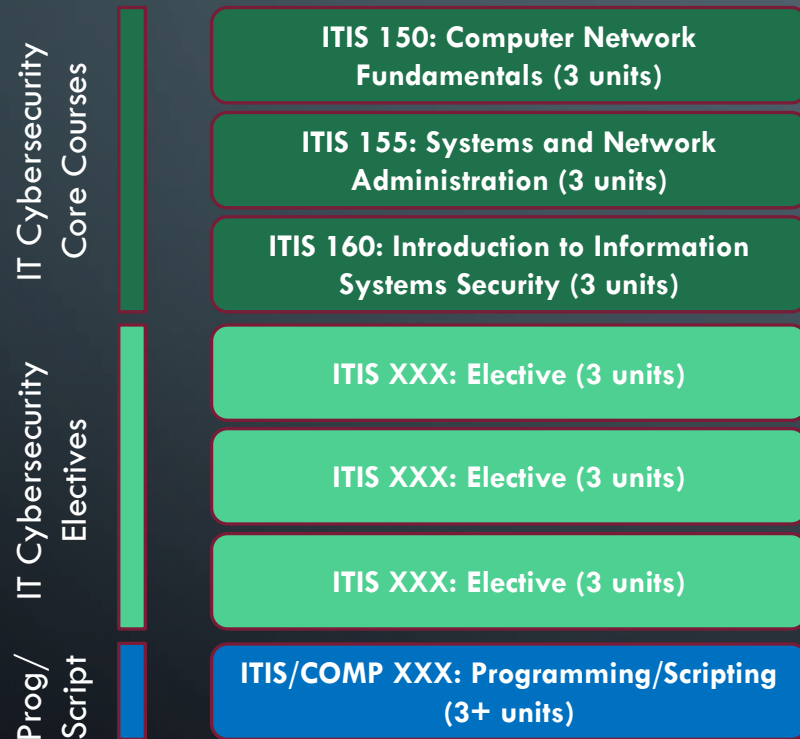 IT Cybersecurity
Core Courses
ITIS 150: Computer Network
Fundamentals (3 units)
ITIS 155: Systems and Network
Administration (3 units)
ITIS 160: Introduction to Information
Systems Security (3 units)
IT Cybersecurity
Electives
ITIS XXX: Elective (3 units)
ITIS XXX: Elective (3 units)
ITIS XXX: Elective (3 units)
Prog/
Script
ITIS/COMP XXX: Programming/Scripting
(3+ units)